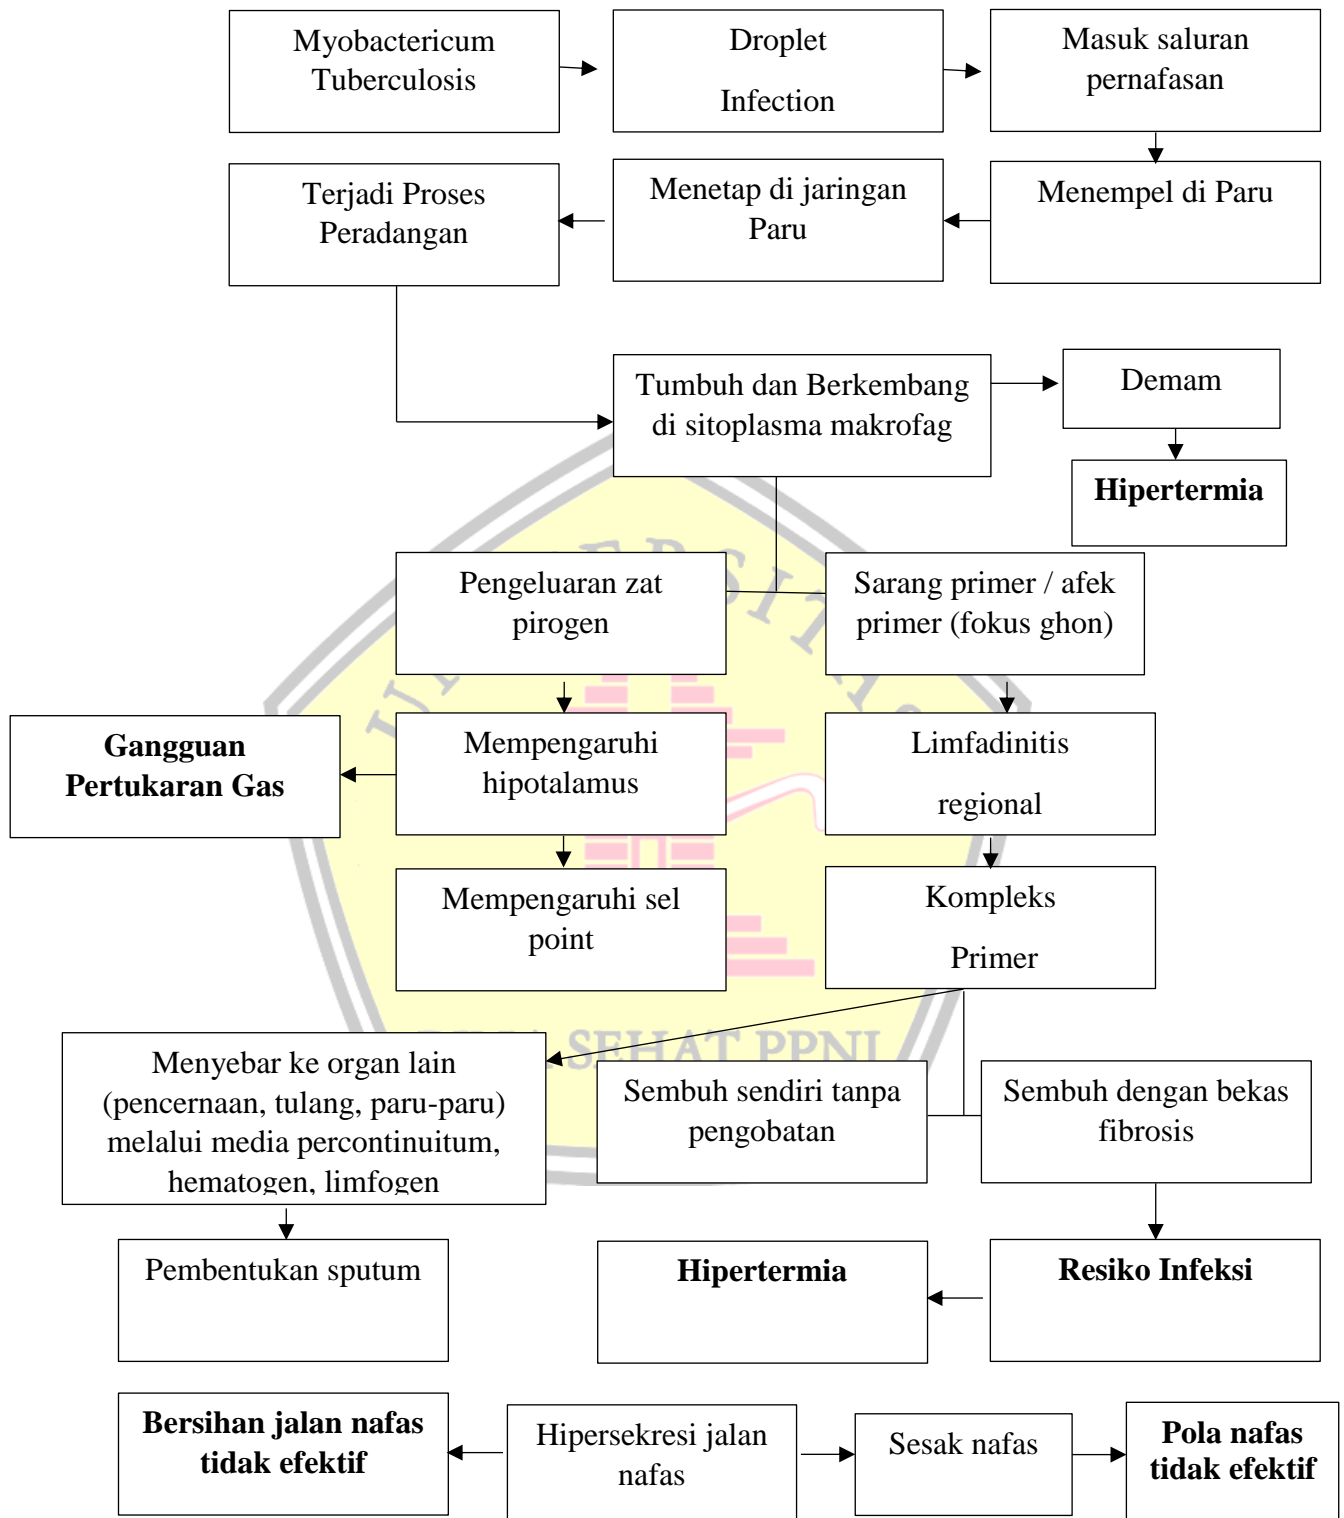 Myobactericum
Tuberculosis
Droplet
Infection
Masuk saluran
pernafasan
Terjadi Proses
Peradangan
Menetap di jaringan
Paru
Menempel di Paru
Tumbuh dan Berkembang
di sitoplasma makrofag
Demam
Hipertermia
Pengeluaran zat
pirogen
Sarang primer / afek
primer (fokus ghon)
Gangguan
Pertukaran Gas
Mempengaruhi
hipotalamus
Limfadinitis
regional
Mempengaruhi sel
point
Kompleks
Primer
SEHAT PPNI
Menyebar ke organ lain
(pencernaan, tulang, paru-paru)
melalui media percontinuitum,
hematogen, limfogen
Sembuh sendiri tanpa
pengobatan
Sembuh dengan bekas
fibrosis
Pembentukan sputum
Hipertermia
Resiko Infeksi
Bersihan jalan nafas
tidak efektif
Hipersekresi jalan
nafas
Sesak nafas
Pola nafas
tidak efektif